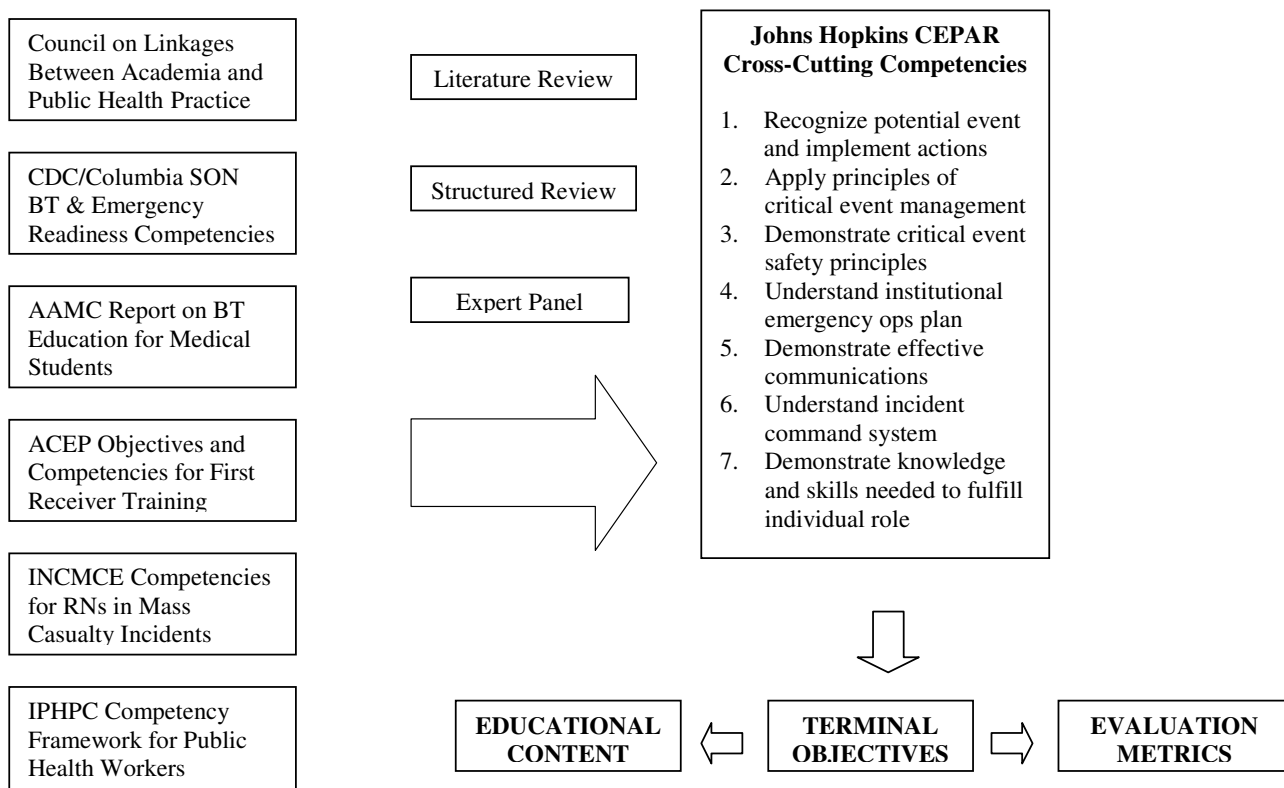 Council on Linkages
Between Academia and
Public Health Practice
CDC/Columbia SON
BT & Emergency
Readiness Competencies
AAMC Report on BT
Education for Medical
Students
ACEP Objectives and
Competencies for First
Receiver Training
INCMCE Competencies
for RNs in Mass
Casualty Incidents
IPHPC Competency
Framework for Public
Health Workers
Literature Review
Structured Review
Expert Panel
Johns Hopkins CEPAR
Cross-Cutting Competencies
1. Recognize potential event
and implement actions
2. Apply principles of
critical event management
3. Demonstrate critical event
safety principles
4. Understand institutional
emergency ops plan
5. Demonstrate effective
communications
6. Understand incident
command system
7. Demonstrate knowledge
and skills needed to fulfill
individual role
EDUCATIONAL
CONTENT
TERMINAL
OBJECTIVES
EVALUATION
METRICS